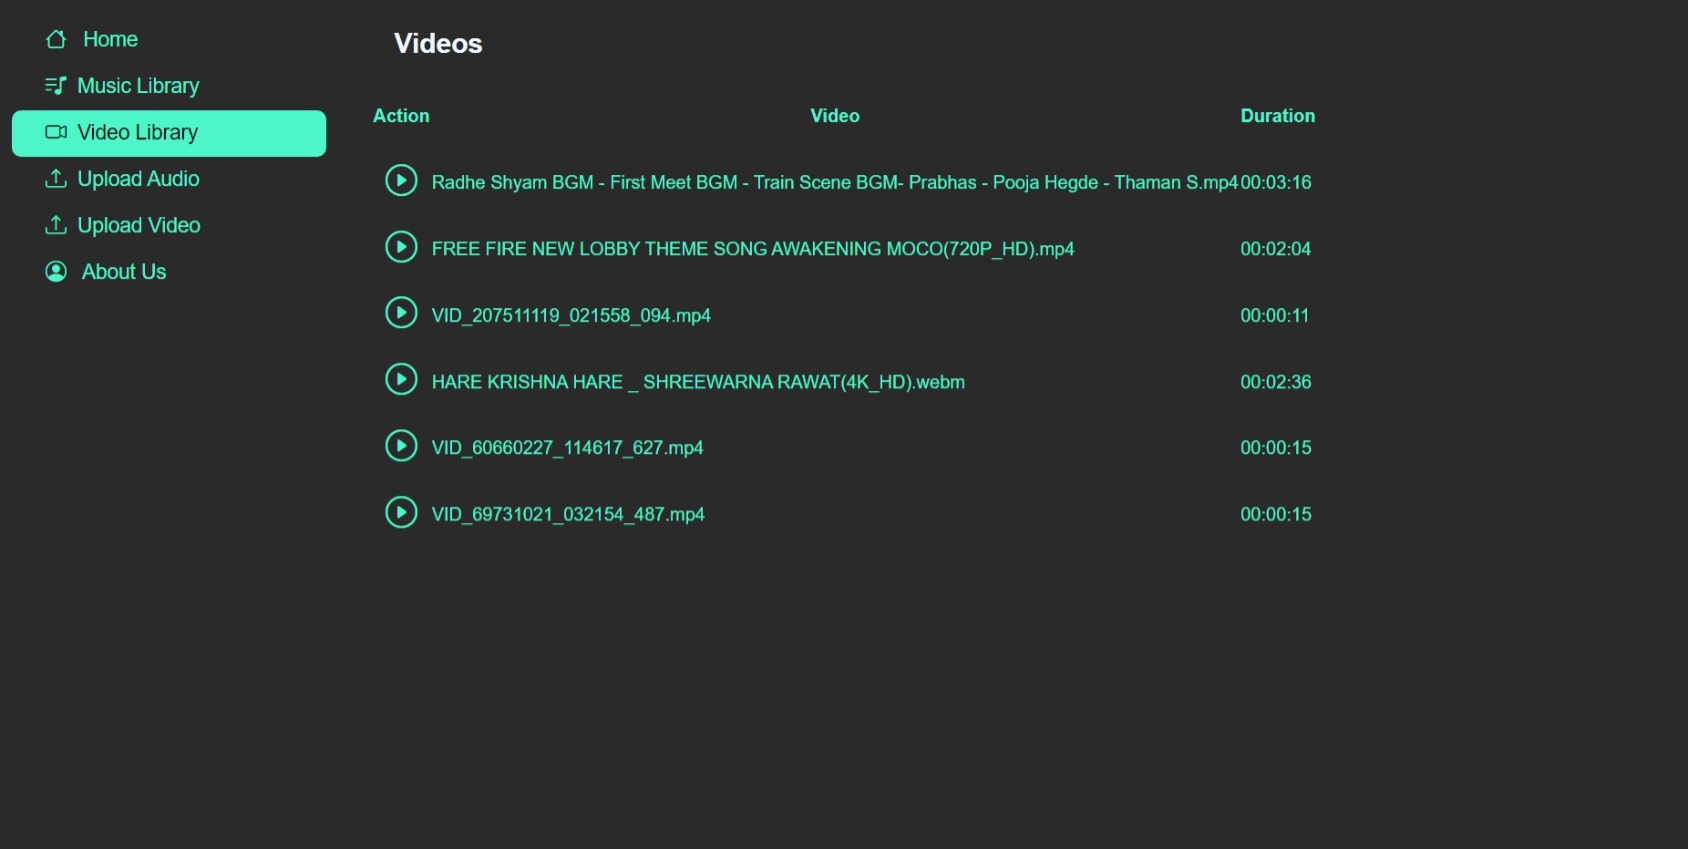 Home
Music Library
Video Library
Upload Audio
Upload Video
About Us
Videos
Action Video Duration
Radhe Shyam BGM - First Meet BGM - Train Scene BGM- Prabhas - Pooja Hegde - Thaman S.mp4 00:03:16
FREE FIRE NEW LOBBY THEME SONG AWAKENING MOCO(720P_HD).mp4 00:02:04
VID_207511119_021558_094.mp4 00:00:11
HARE KRISHNA HARE _ SHREEWARNA RAWAT(4K_HD).webm 00:02:36
VID_60660227_114617_627.mp4 00:00:15
VID_69731021_032154_487.mp4 00:00:15